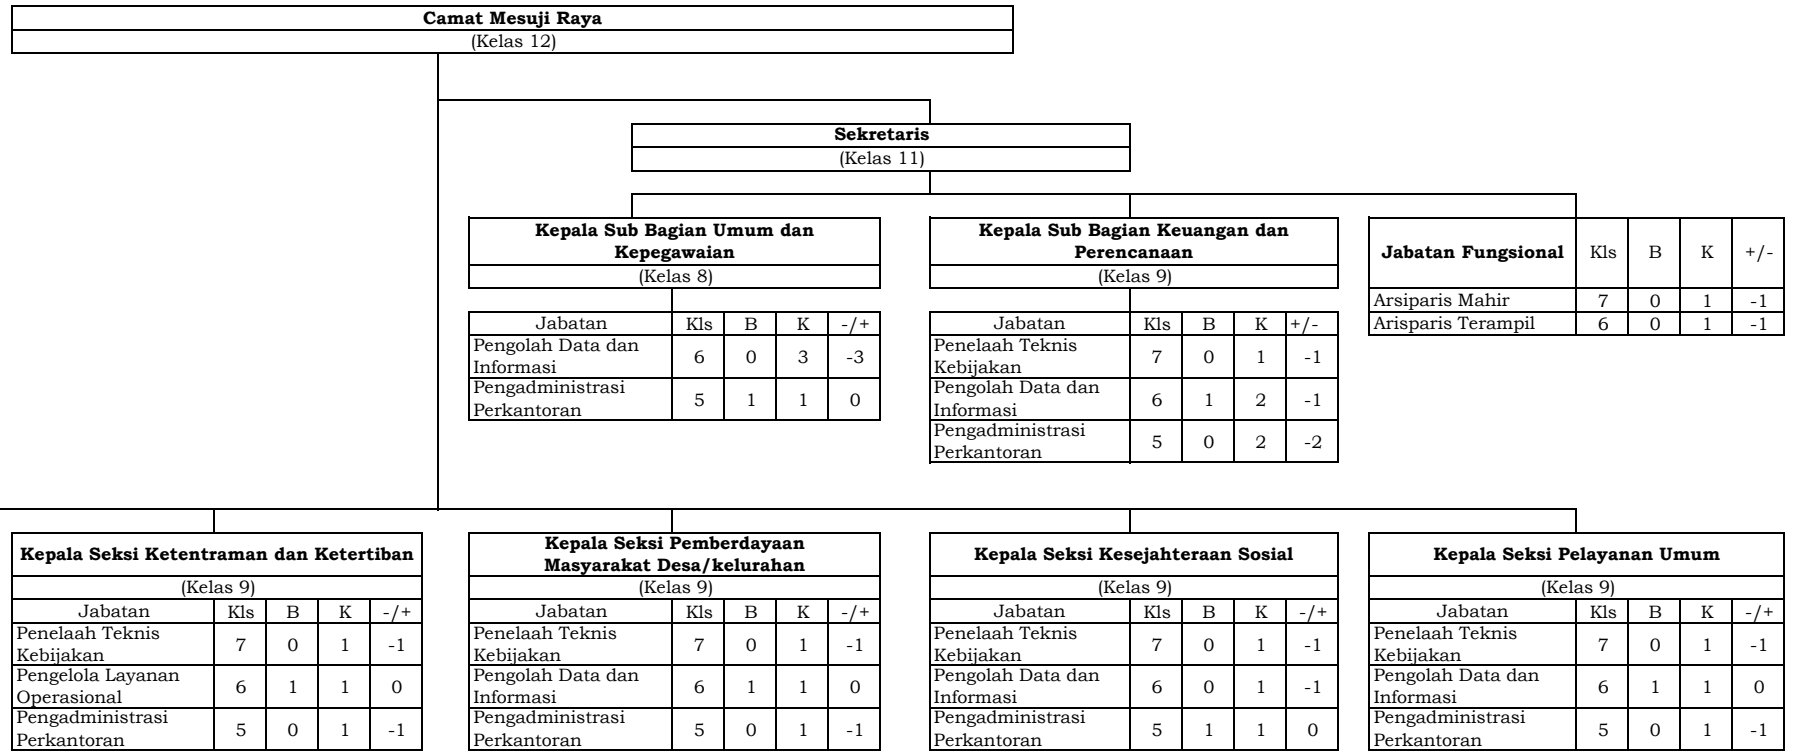 Camat Mesuji Raya
(Kelas 12)
Sekretaris
(Kelas 11)
Kepala Sub Bagian Umum dan
Kepegawaian
(Kelas 8)
Jabatan Kls B K -/+
Pengolah Data dan
Informasi 6 0 3 -3
Pengadministrasi
Perkantoran 5 1 1 0
Kepala Sub Bagian Keuangan dan
Perencanaan
(Kelas 9)
Jabatan Kls B K +/-
Penelaah Teknis
Kebijakan 7 0 1 -1
Pengolah Data dan
Informasi 6 1 2 -1
Pengadministrasi
Perkantoran 5 0 2 -2
Jabatan Fungsional Kls B K +/-
Arsiparis Mahir 7 0 1 -1
Arisparis Terampil 6 0 1 -1
Kepala Seksi Ketentraman dan Ketertiban
(Kelas 9)
Jabatan Kls B K -/+
Penelaah Teknis
Kebijakan 7 0 1 -1
Pengelola Layanan
Operasional 6 1 1 0
Pengadministrasi
Perkantoran 5 0 1 -1
Kepala Seksi Pemberdayaan
Masyarakat Desa/kelurahan
(Kelas 9)
Jabatan Kls B K -/+
Penelaah Teknis
Kebijakan 7 0 1 -1
Pengolah Data dan
Informasi 6 1 1 0
Pengadministrasi
Perkantoran 5 0 1 -1
Kepala Seksi Kesejahteraan Sosial
(Kelas 9)
Jabatan Kls B K -/+
Penelaah Teknis
Kebijakan 7 0 1 -1
Pengolah Data dan
Informasi 6 0 1 -1
Pengadministrasi
Perkantoran 5 1 1 0
Kepala Seksi Pelayanan Umum
(Kelas 9)
Jabatan Kls B K -/+
Penelaah Teknis
Kebijakan 7 0 1 -1
Pengolah Data dan
Informasi 6 1 1 0
Pengadministrasi
Perkantoran 5 0 1 -1